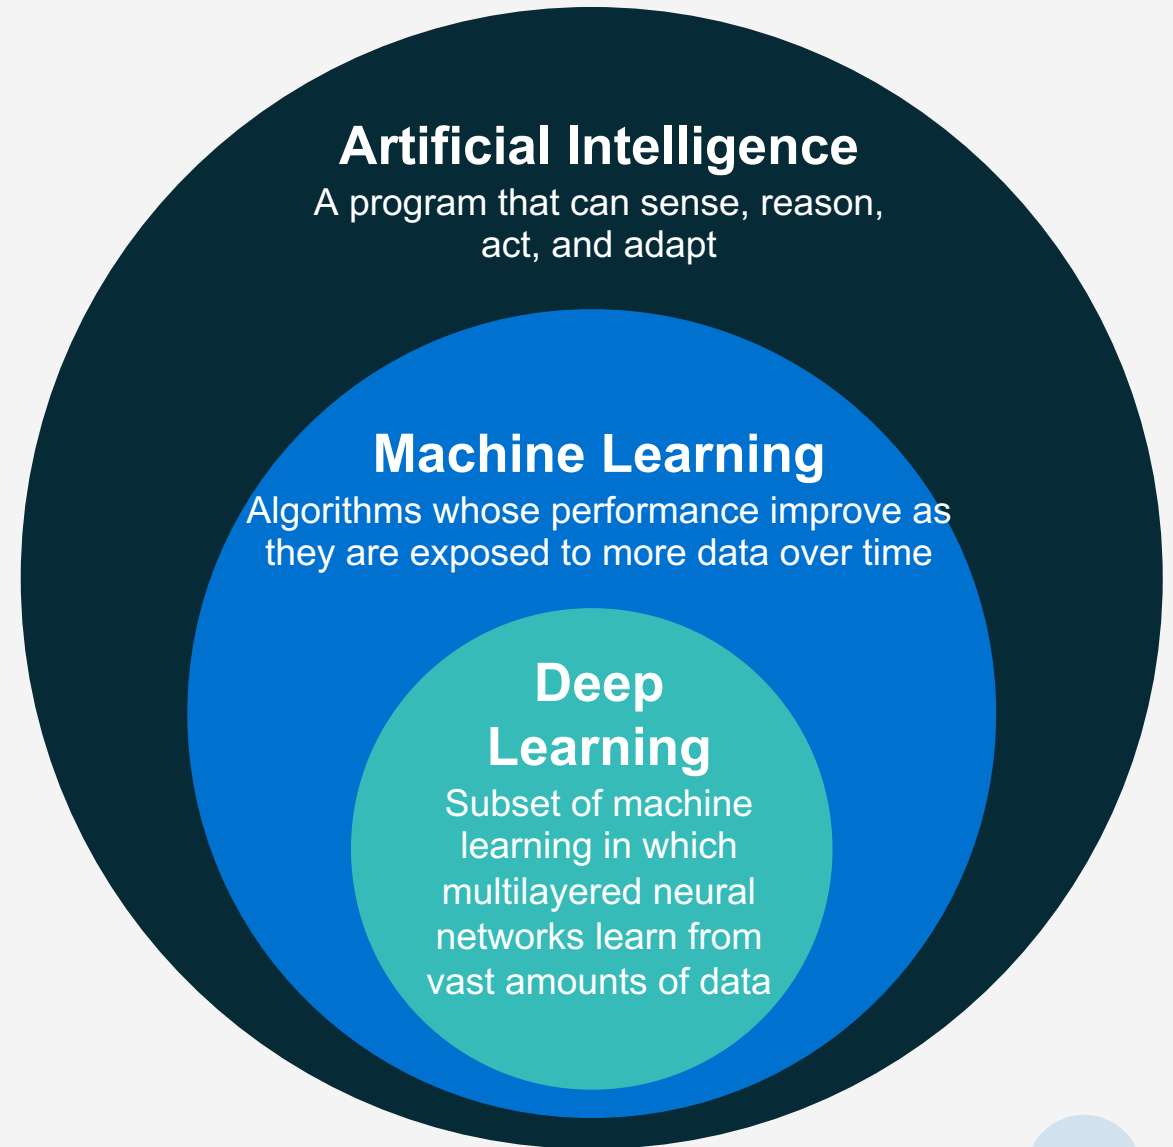 Artificial Intelligence
A program that can sense, reason,
act, and adapt
Machine Learning
Algorithms whose performance improve as
they are exposed to more data over time
Deep
Learning
Subset of machine
learning in which
multilayered neural
networks learn from
vast amounts of data